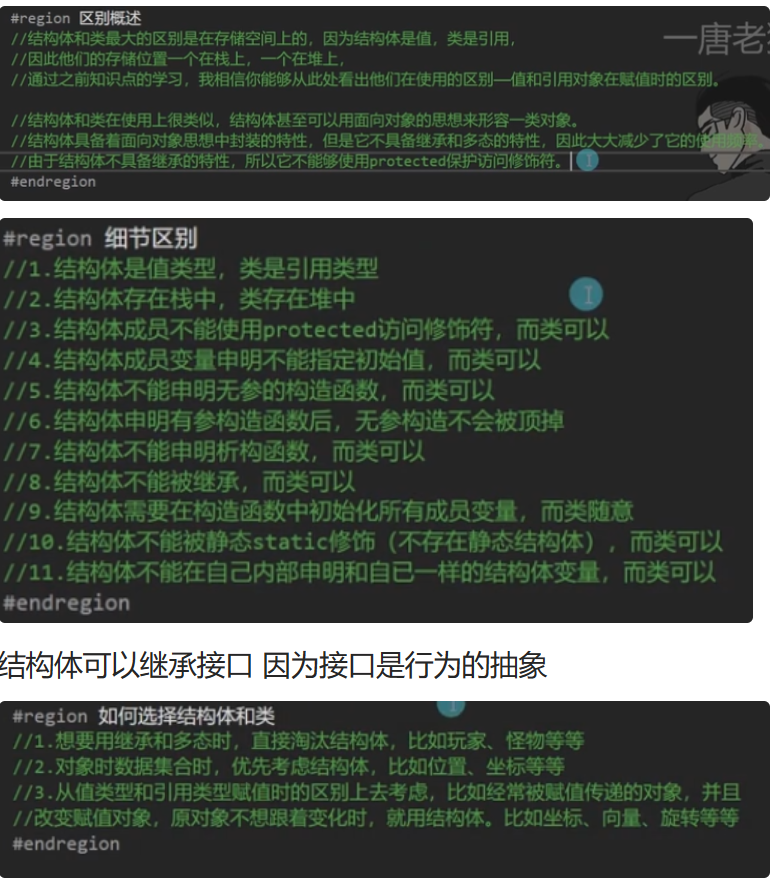 #region 区别概述
//结构体和类最大的区别是在存储空间上的，因为结构体是值，类是引用，
//因此他们的存储位置一个在栈上，一个在堆上，
//通过之前知识点的学习，我相信你能够从此处看出他们在使用的区别—值和引用对象在赋值时的区别。
一唐老
//结构体和类在使用上很类似，结构体甚至可以用面向对象的思想来形容一类对象。
//结构体具备着面向对象思想中封装的特性，但是它不具备继承和多态的特性，因此大大减少了它的使用频率。
//由于结构体不具备继承的特性，所以它不能够使用protected保护访问修饰符。
#endregion
#region 细节区别
//1.结构体是值类型，类是引用类型
//2.结构体存在栈中，类存在堆中
//3.结构体成员不能使用protected访问修饰符，而类可以
//4.结构体成员变量申明不能指定初始值，而类可以
//5.结构体不能申明无参的构造函数，而类可以
//6.结构体申明有参构造函数后，无参构造不会被顶掉
//7.结构体不能申明析构函数，而类可以
//8.结构体不能被继承，而类可以
//9.结构体需要在构造函数中初始化所有成员变量，而类随意
//10.结构体不能被静态static修饰（不存在静态结构体），而类可以
//11.结构体不能在自己内部申明和自己一样的结构体变量，而类可以
#endregion
结构体可以继承接口 因为接口是行为的抽象
#region 如何选择结构体和类
//1.想要用继承和多态时，直接淘汰结构体，比如玩家、怪物等等
//2.对象时数据集合时，优先考虑结构体，比如位置、坐标等等
//3.从值类型和引用类型赋值时的区别上去考虑，比如经常被赋值传递的对象，并且
//改变赋值对象，原对象不想跟着变化时，就用结构体。比如坐标、向量、旋转等等
#endregion